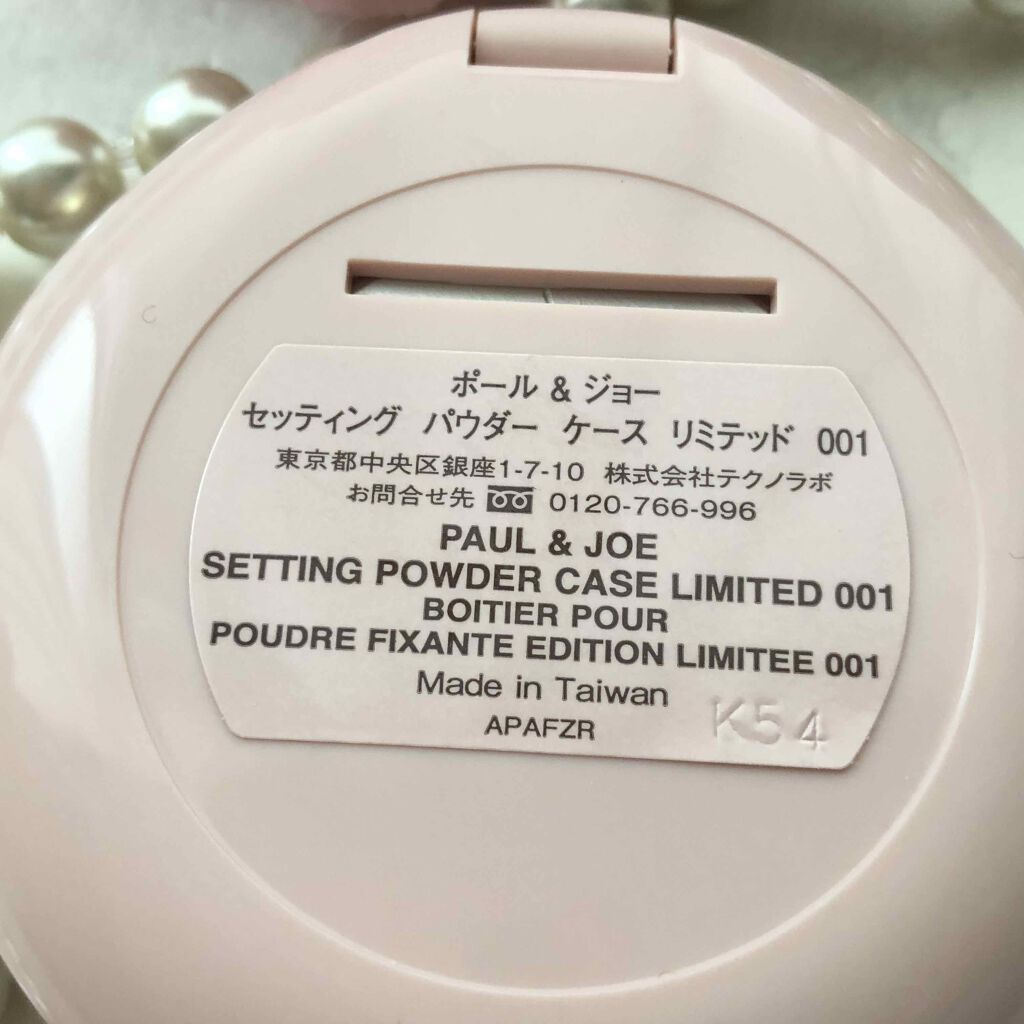 ポール & ジョー
セッティング パウダー ケース リミテッド 001
東京都中央区銀座1-7-10 株式会社テクノラボ
お問合せ先 0120-766-996
PAUL & JOE
SETTING POWDER CASE LIMITED 001
BOITIER POUR
POUDRE FIXANTE EDITION LIMITEE 001
Made in Taiwan
APAFZR
K54